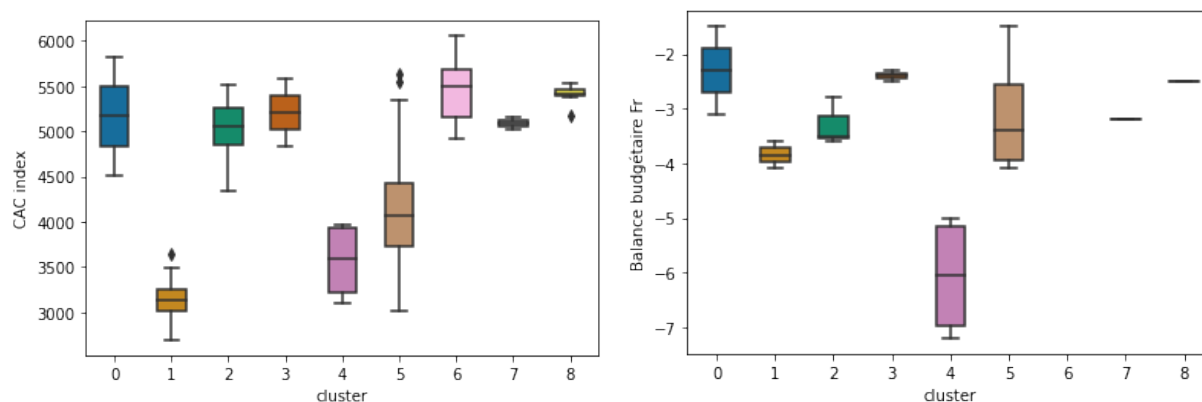 CAC index
6000
5500
5000
4500
4000
3500
3000
0 1 2 3 4 5 6 7 8
cluster
Balance budgétaire Fr
−2
−3
−4
−5
−6
−7
0 1 2 3 4 5 6 7 8
cluster